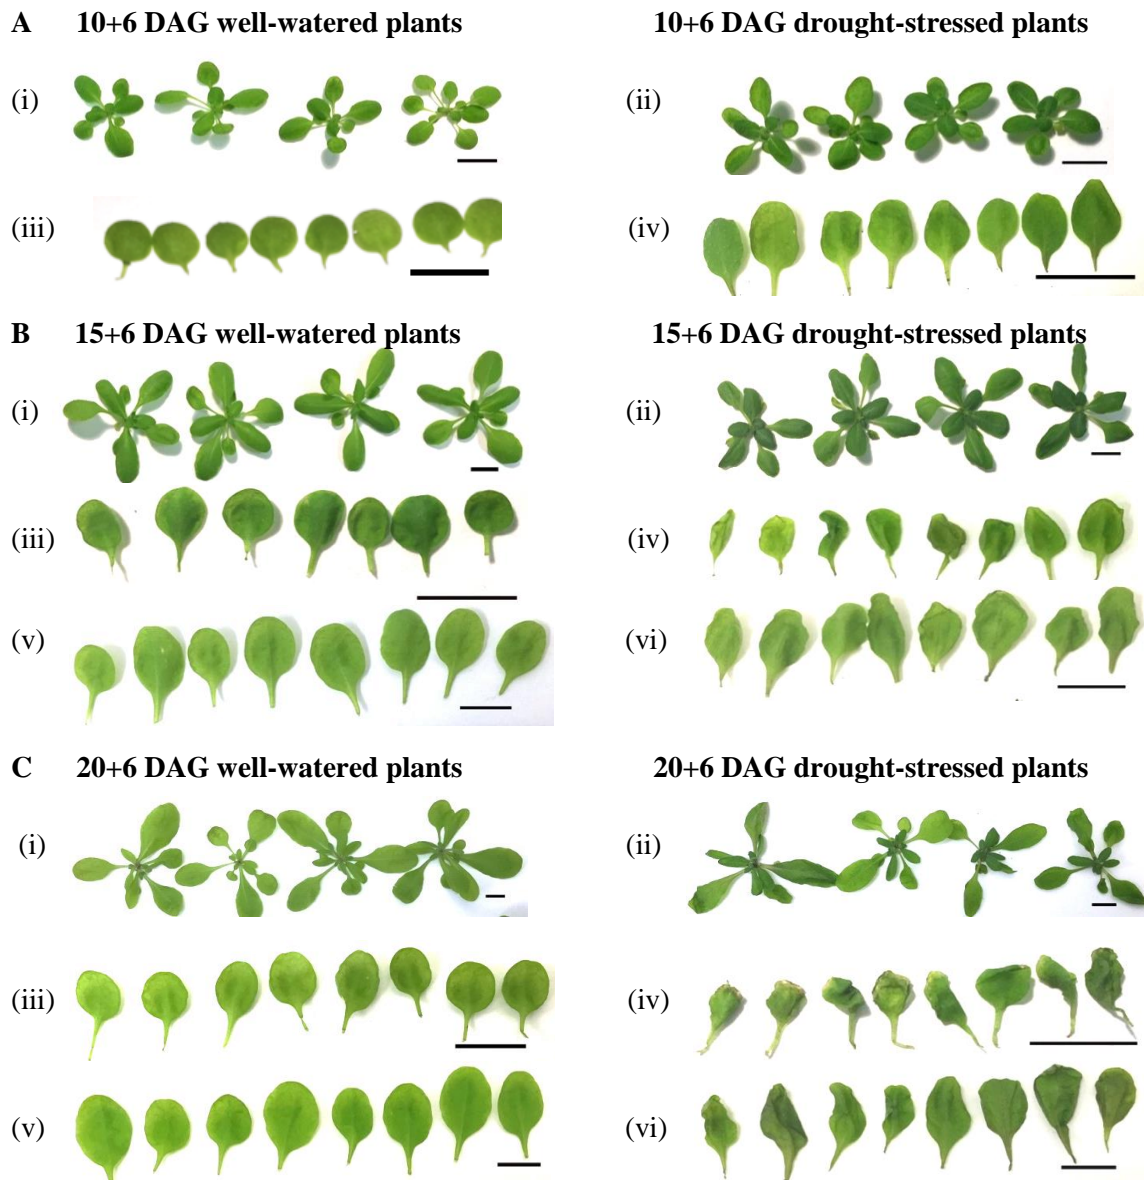 A 10+6 DAG well-watered plants 10+6 DAG drought-stressed plants
(i) (ii)
(iii) (iv)
B 15+6 DAG well-watered plants 15+6 DAG drought-stressed plants
(i) (ii)
(iii) (iv)
(v) (vi)
C 20+6 DAG well-watered plants 20+6 DAG drought-stressed plants
(i) (ii)
(iii) (iv)
(v) (vi)